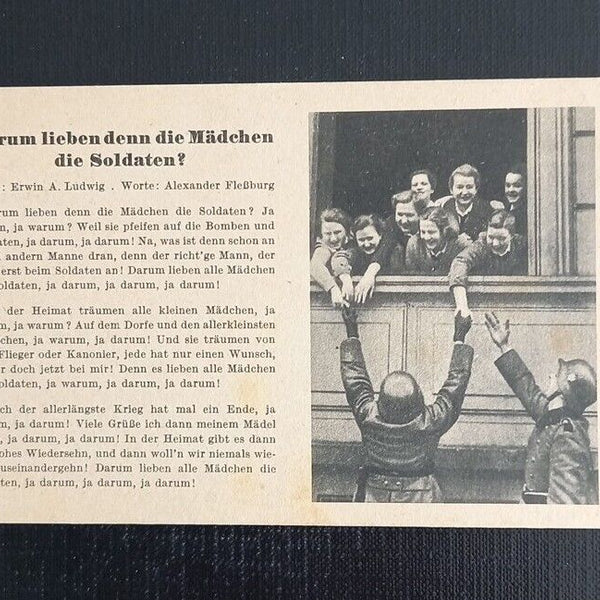 rum lieben denn die Mädchen
die Soldaten?
: Erwin A. Ludwig . Worte: Alexander Fleßburg
rum lieben denn die Mädchen die Soldaten? Ja
n, ja warum? Weil sie pfeifen auf die Bomben und
aten, ja darum, ja darum! Na, was ist denn schon an
andern Manne dran, denn der richt'ge Mann, der
erst beim Soldaten an! Darum lieben alle Mädchen
oldaten, ja darum, ja darum, ja darum!
der Heimat träumen alle kleinen Mädchen, ja
m, ja warum? Auf dem Dorfe und den allerkleinsten
chen, ja warum, ja darum! Und sie träumen von
Flieger oder Kanonier, jede hat nur einen Wunsch,
r doch jetzt bei mir! Denn es lieben alle Mädchen
oldaten, ja warum, ja darum, ja darum!
ch der allerlängste Krieg hat mal ein Ende, ja
m, ja darum! Viele Grüße ich dann meinem Mädel
, ja darum, ja darum! In der Heimat gibt es dann
ohes Wiedersehn, und dann woll'n wir niemals wie-
useinandergehn! Darum lieben alle Mädchen die
aten, ja darum, ja darum, ja darum!